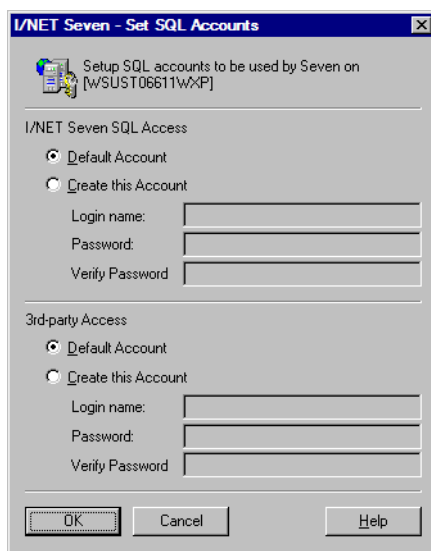 I/NET Seven - Set SQL Accounts
Setup SQL accounts to be used by Seven on
[WSUST06611WXP]
I/NET Seven SQL Access
Default Account
Create this Account
Login name:
Password:
Verify Password
3rd-party Access
Default Account
Create this Account
Login name:
Password:
Verify Password
OK Cancel Help